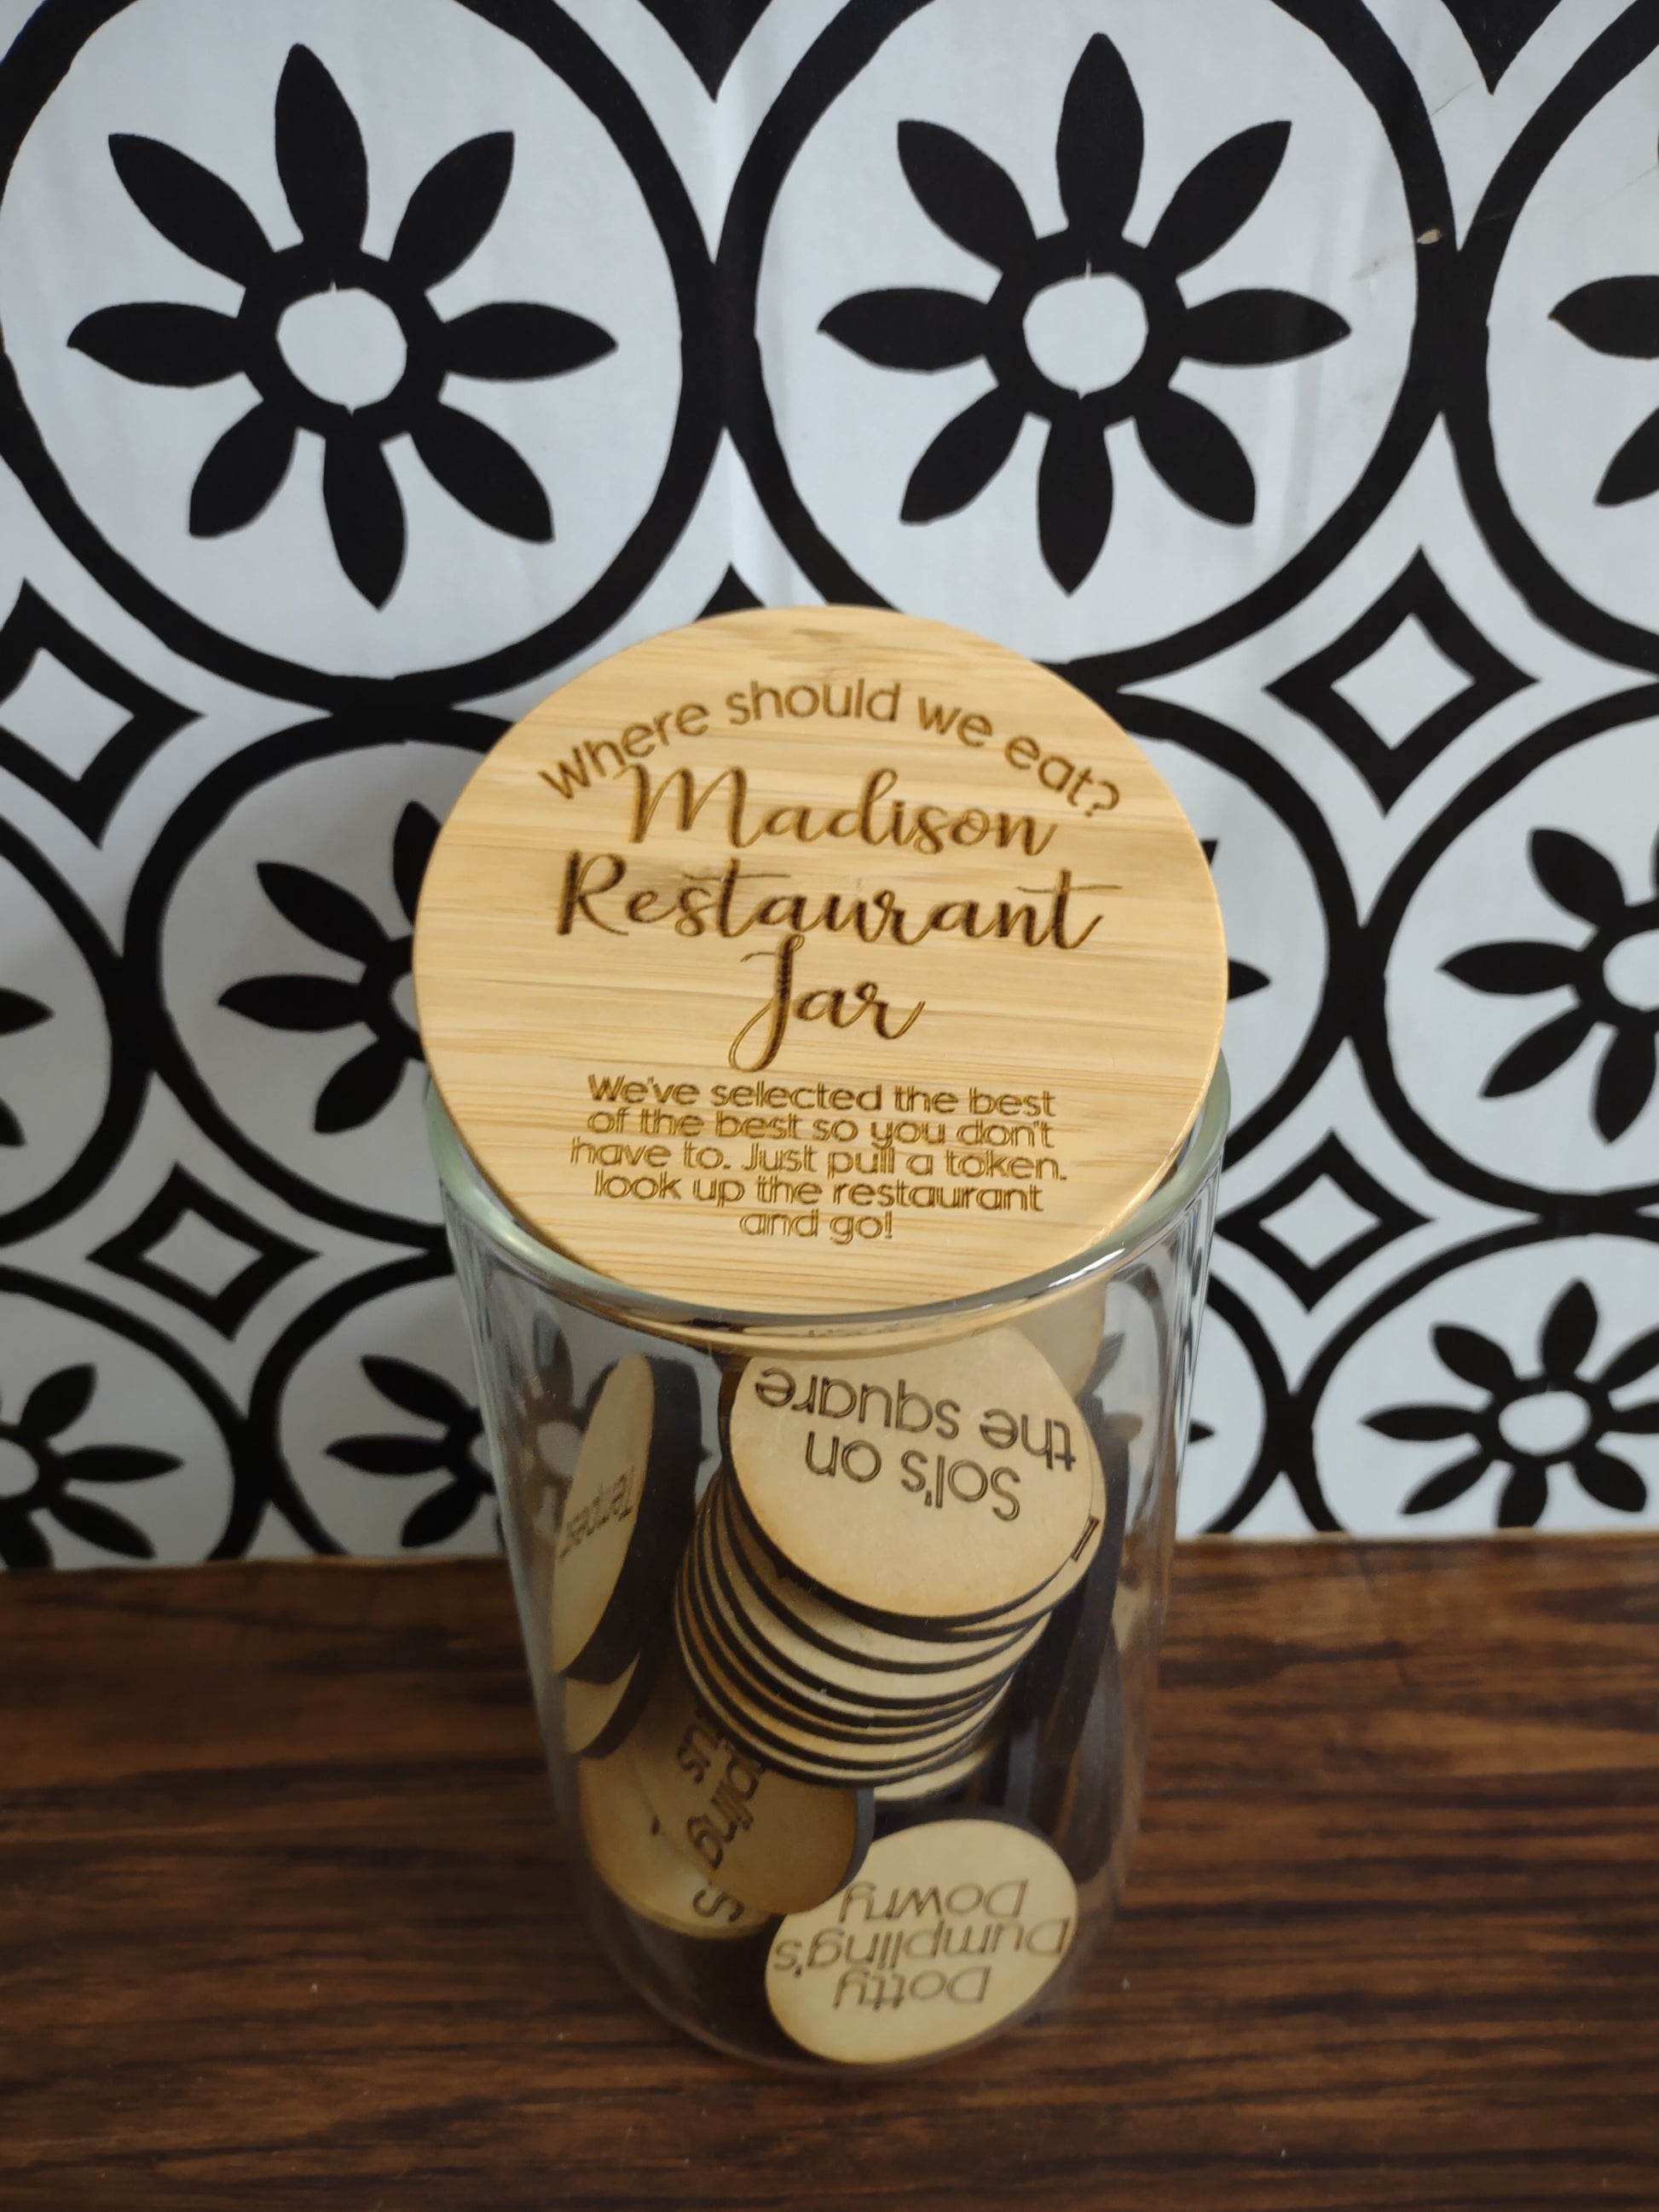 Where should we eat?
Madison
Restaurant
Jar
We've selected the best
of the best so you don't
have to. Just pull a token.
look up the restaurant
and go!
Sol's on
the square
Tempest
Dotty
Dumpling's
Dowry